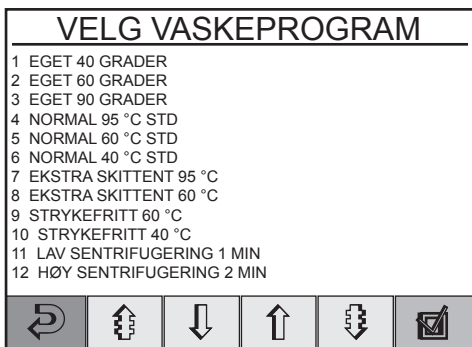 VELG VASKEPROGRAM
1 EGET 40 GRADER
2 EGET 60 GRADER
3 EGET 90 GRADER
4 NORMAL 95 °C STD
5 NORMAL 60 °C STD
6 NORMAL 40 °C STD
7 EKSTRA SKITTENT 95 °C
8 EKSTRA SKITTENT 60 °C
9 STRYKEFRITT 60 °C
10 STRYKEFRITT 40 °C
11 LAV SENTRIFUGERING 1 MIN
12 HØY SENTRIFUGERING 2 MIN